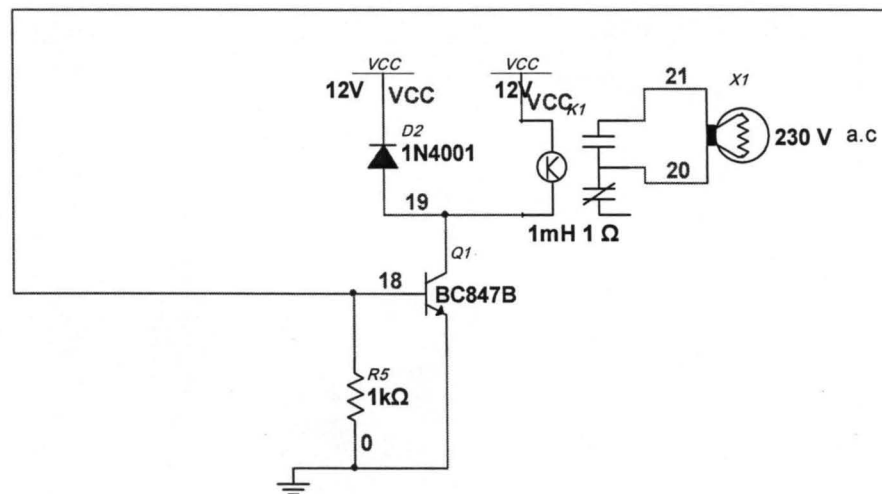 VCC
12V
VCC
D2
1N4001
19
VCC
12V
VCC
K1
21
X1
230 V a.c
20
1mH 1 Ω
Q1
18
BC847B
R5
1kΩ
0